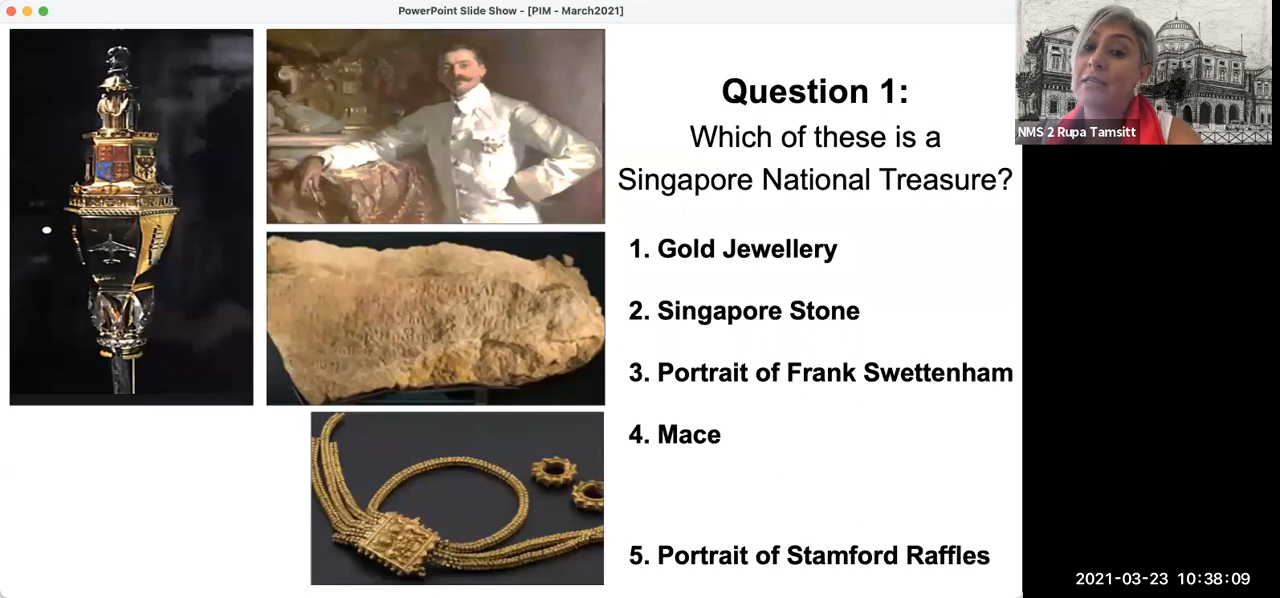 PowerPoint Slide Show - [PIM - March2021]
Question 1:
Which of these is a
Singapore National Treasure?
1. Gold Jewellery
2. Singapore Stone
3. Portrait of Frank Swettenham
4. Mace
5. Portrait of Stamford Raffles
NMS 2 Rupa Tamsitt
2021-03-23 10:38:09